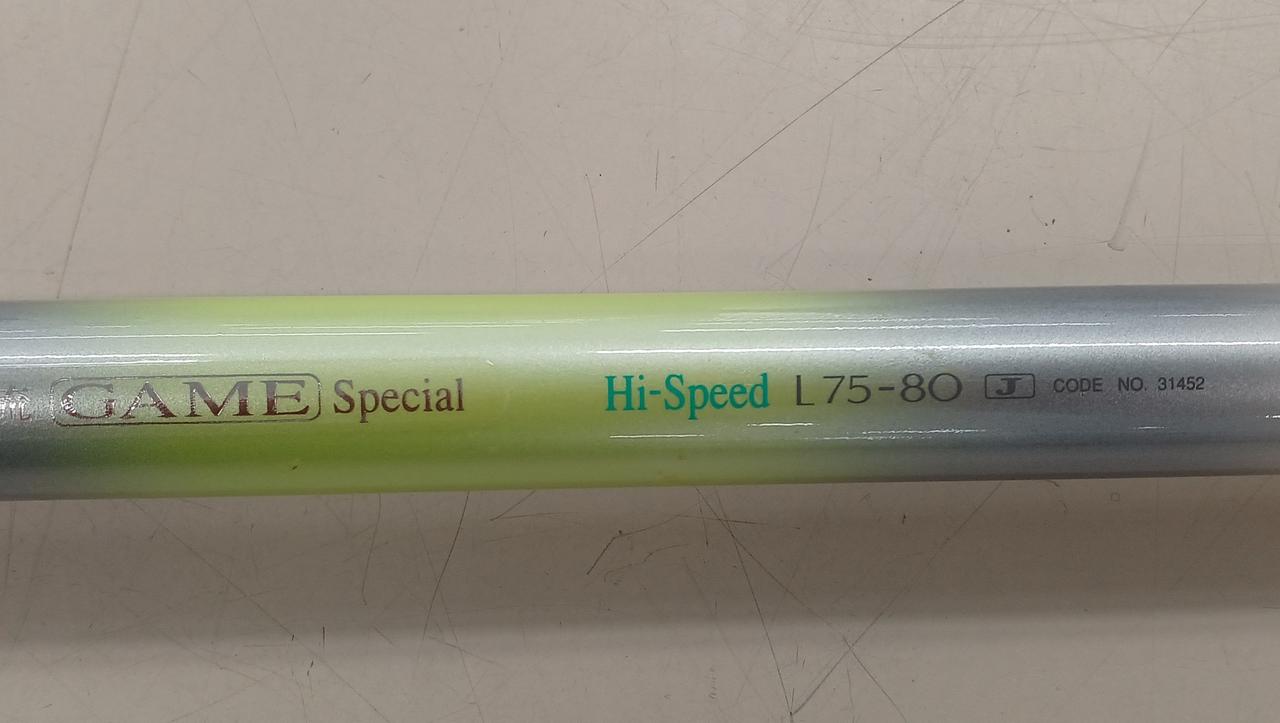 GAME Special Hi-Speed L75-80 J CODE NO. 31452